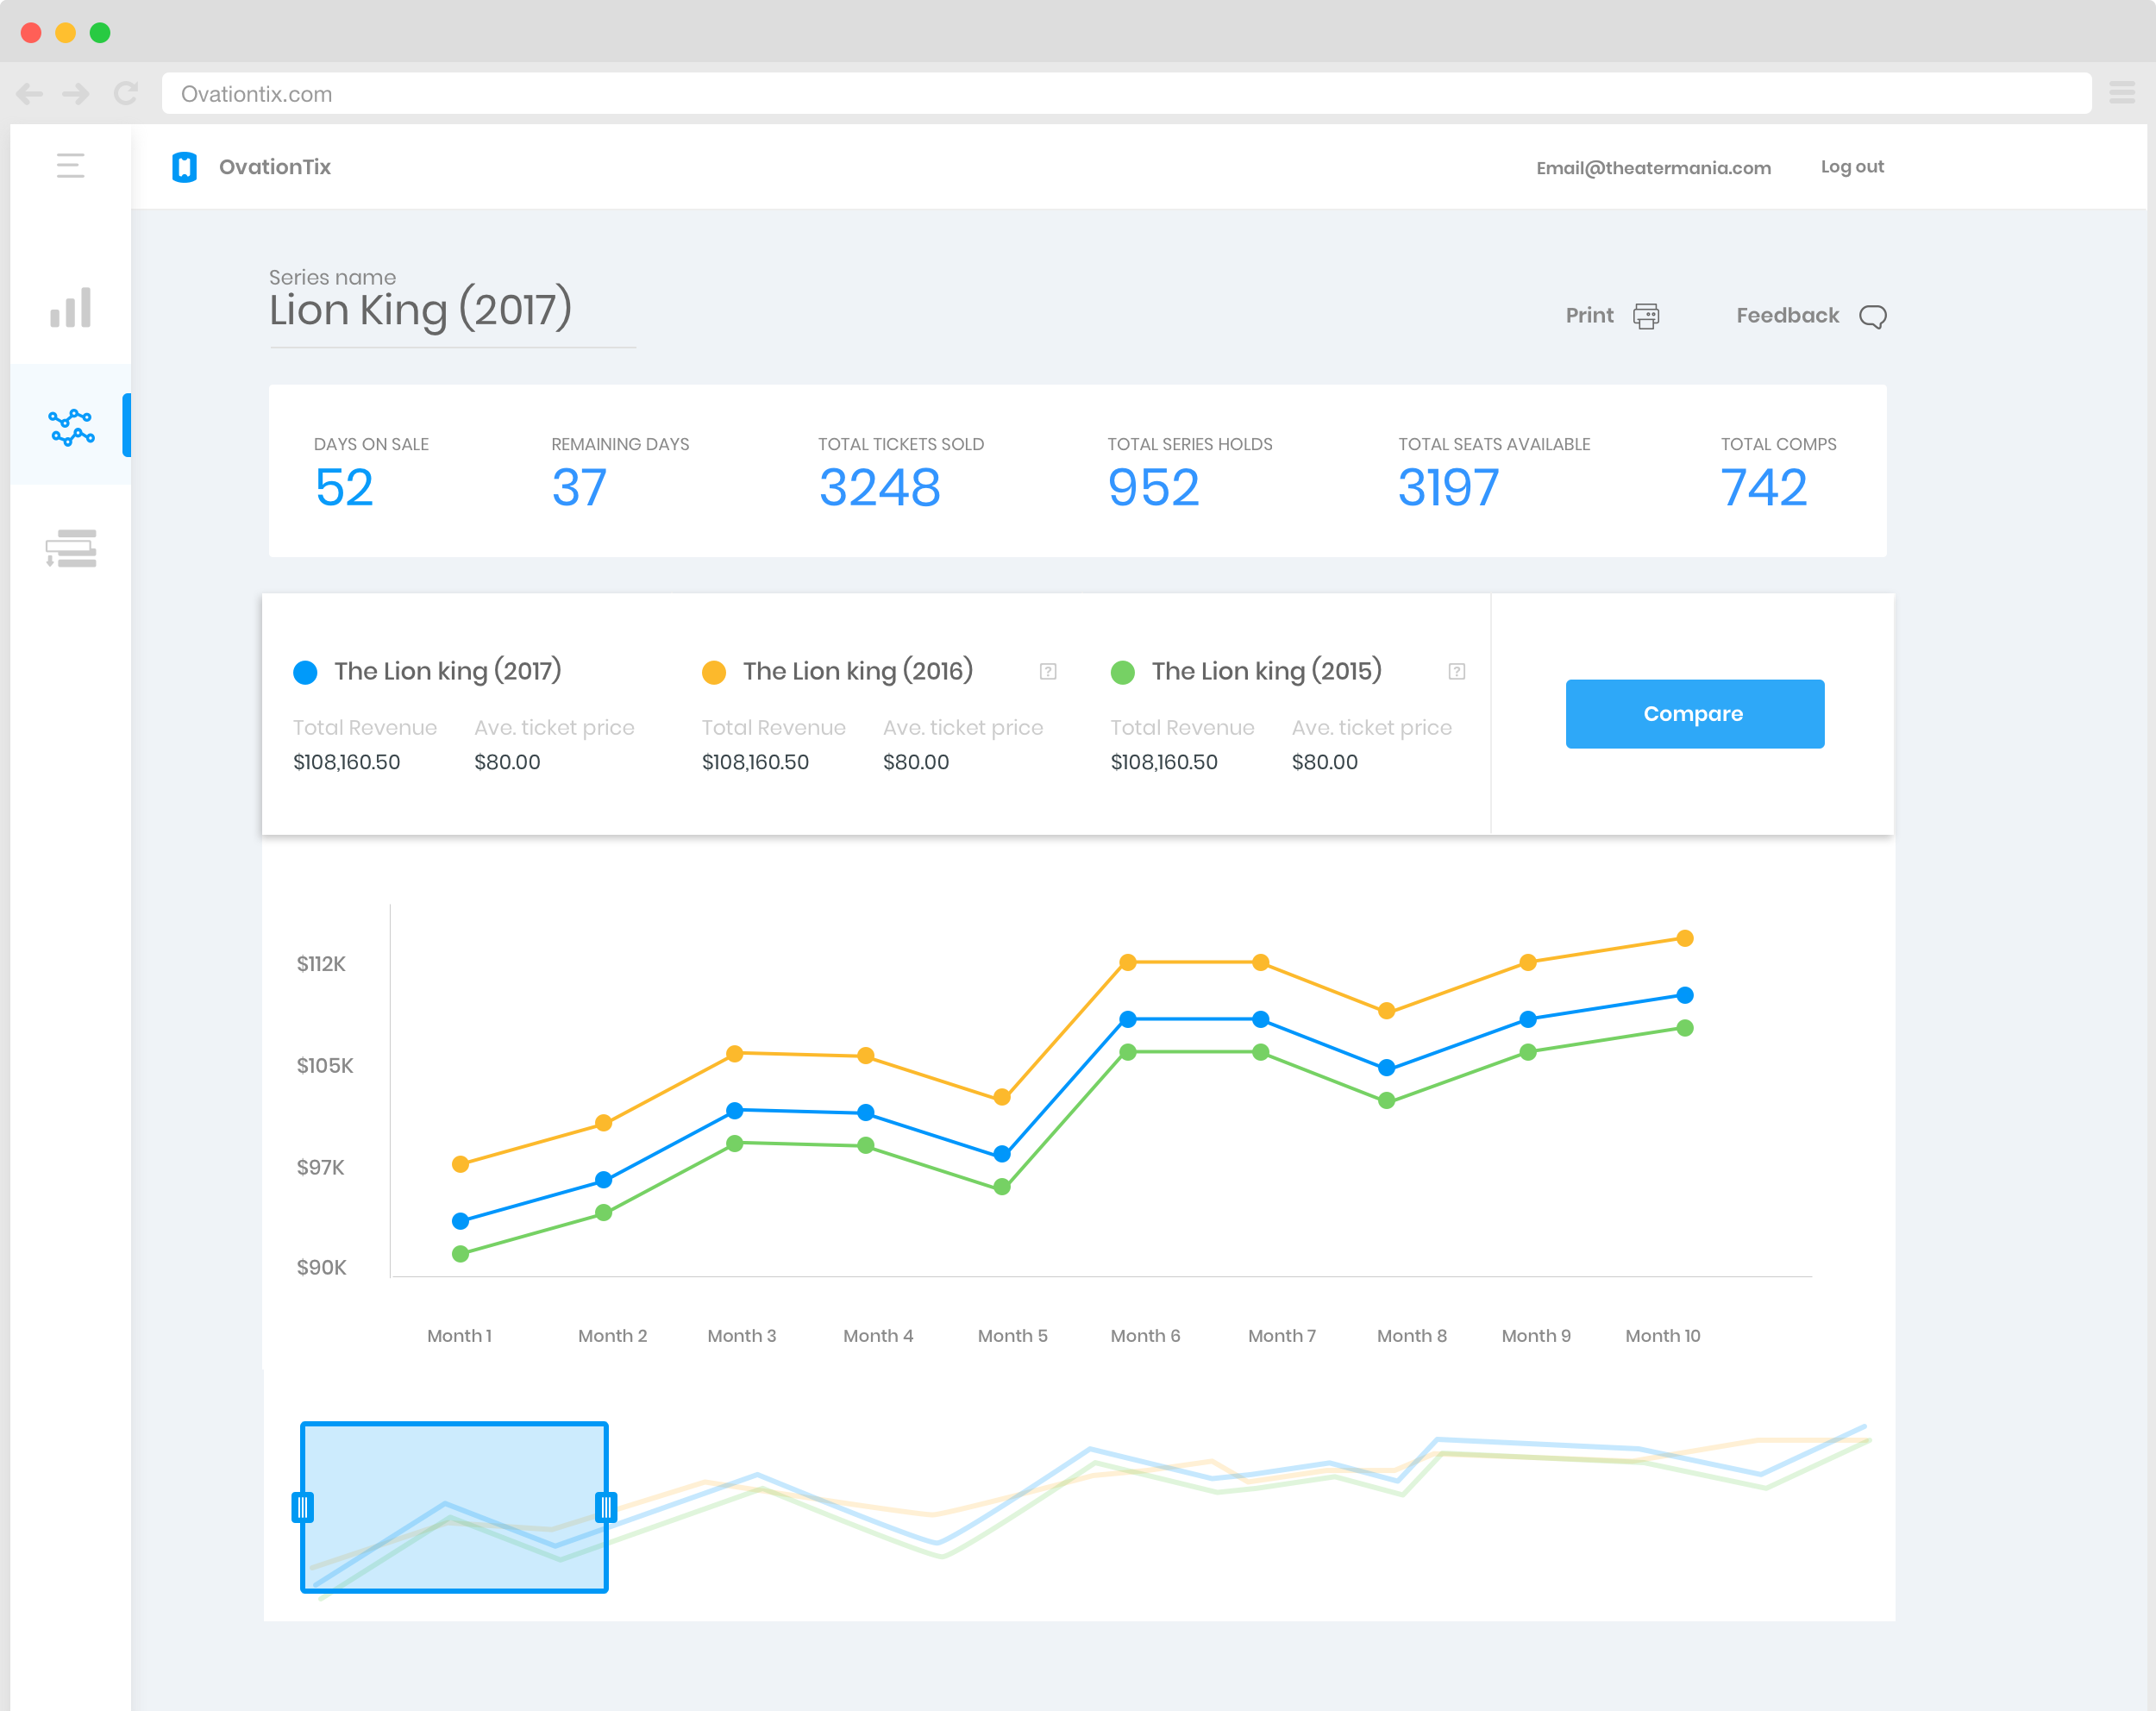 Ovationtix.com
OvationTix
Email@theatermania.com
Log out
Series name
Lion King (2017)
Print
Feedback
DAYS ON SALE
REMAINING DAYS
TOTAL TICKETS SOLD
TOTAL SERIES HOLDS
TOTAL SEATS AVAILABLE
TOTAL COMPS
52
37
3248
952
3197
742
The Lion king (2017)
The Lion king (2016)
?
The Lion king (2015)
?
Total Revenue
Ave. ticket price
Total Revenue
Ave. ticket price
Total Revenue
Ave. ticket price
$108,160.50
$80.00
$108,160.50
$80.00
$108,160.50
$80.00
Compare
$112K
$105K
$97K
$90K
Month 1
Month 2
Month 3
Month 4
Month 5
Month 6
Month 7
Month 8
Month 9
Month 10